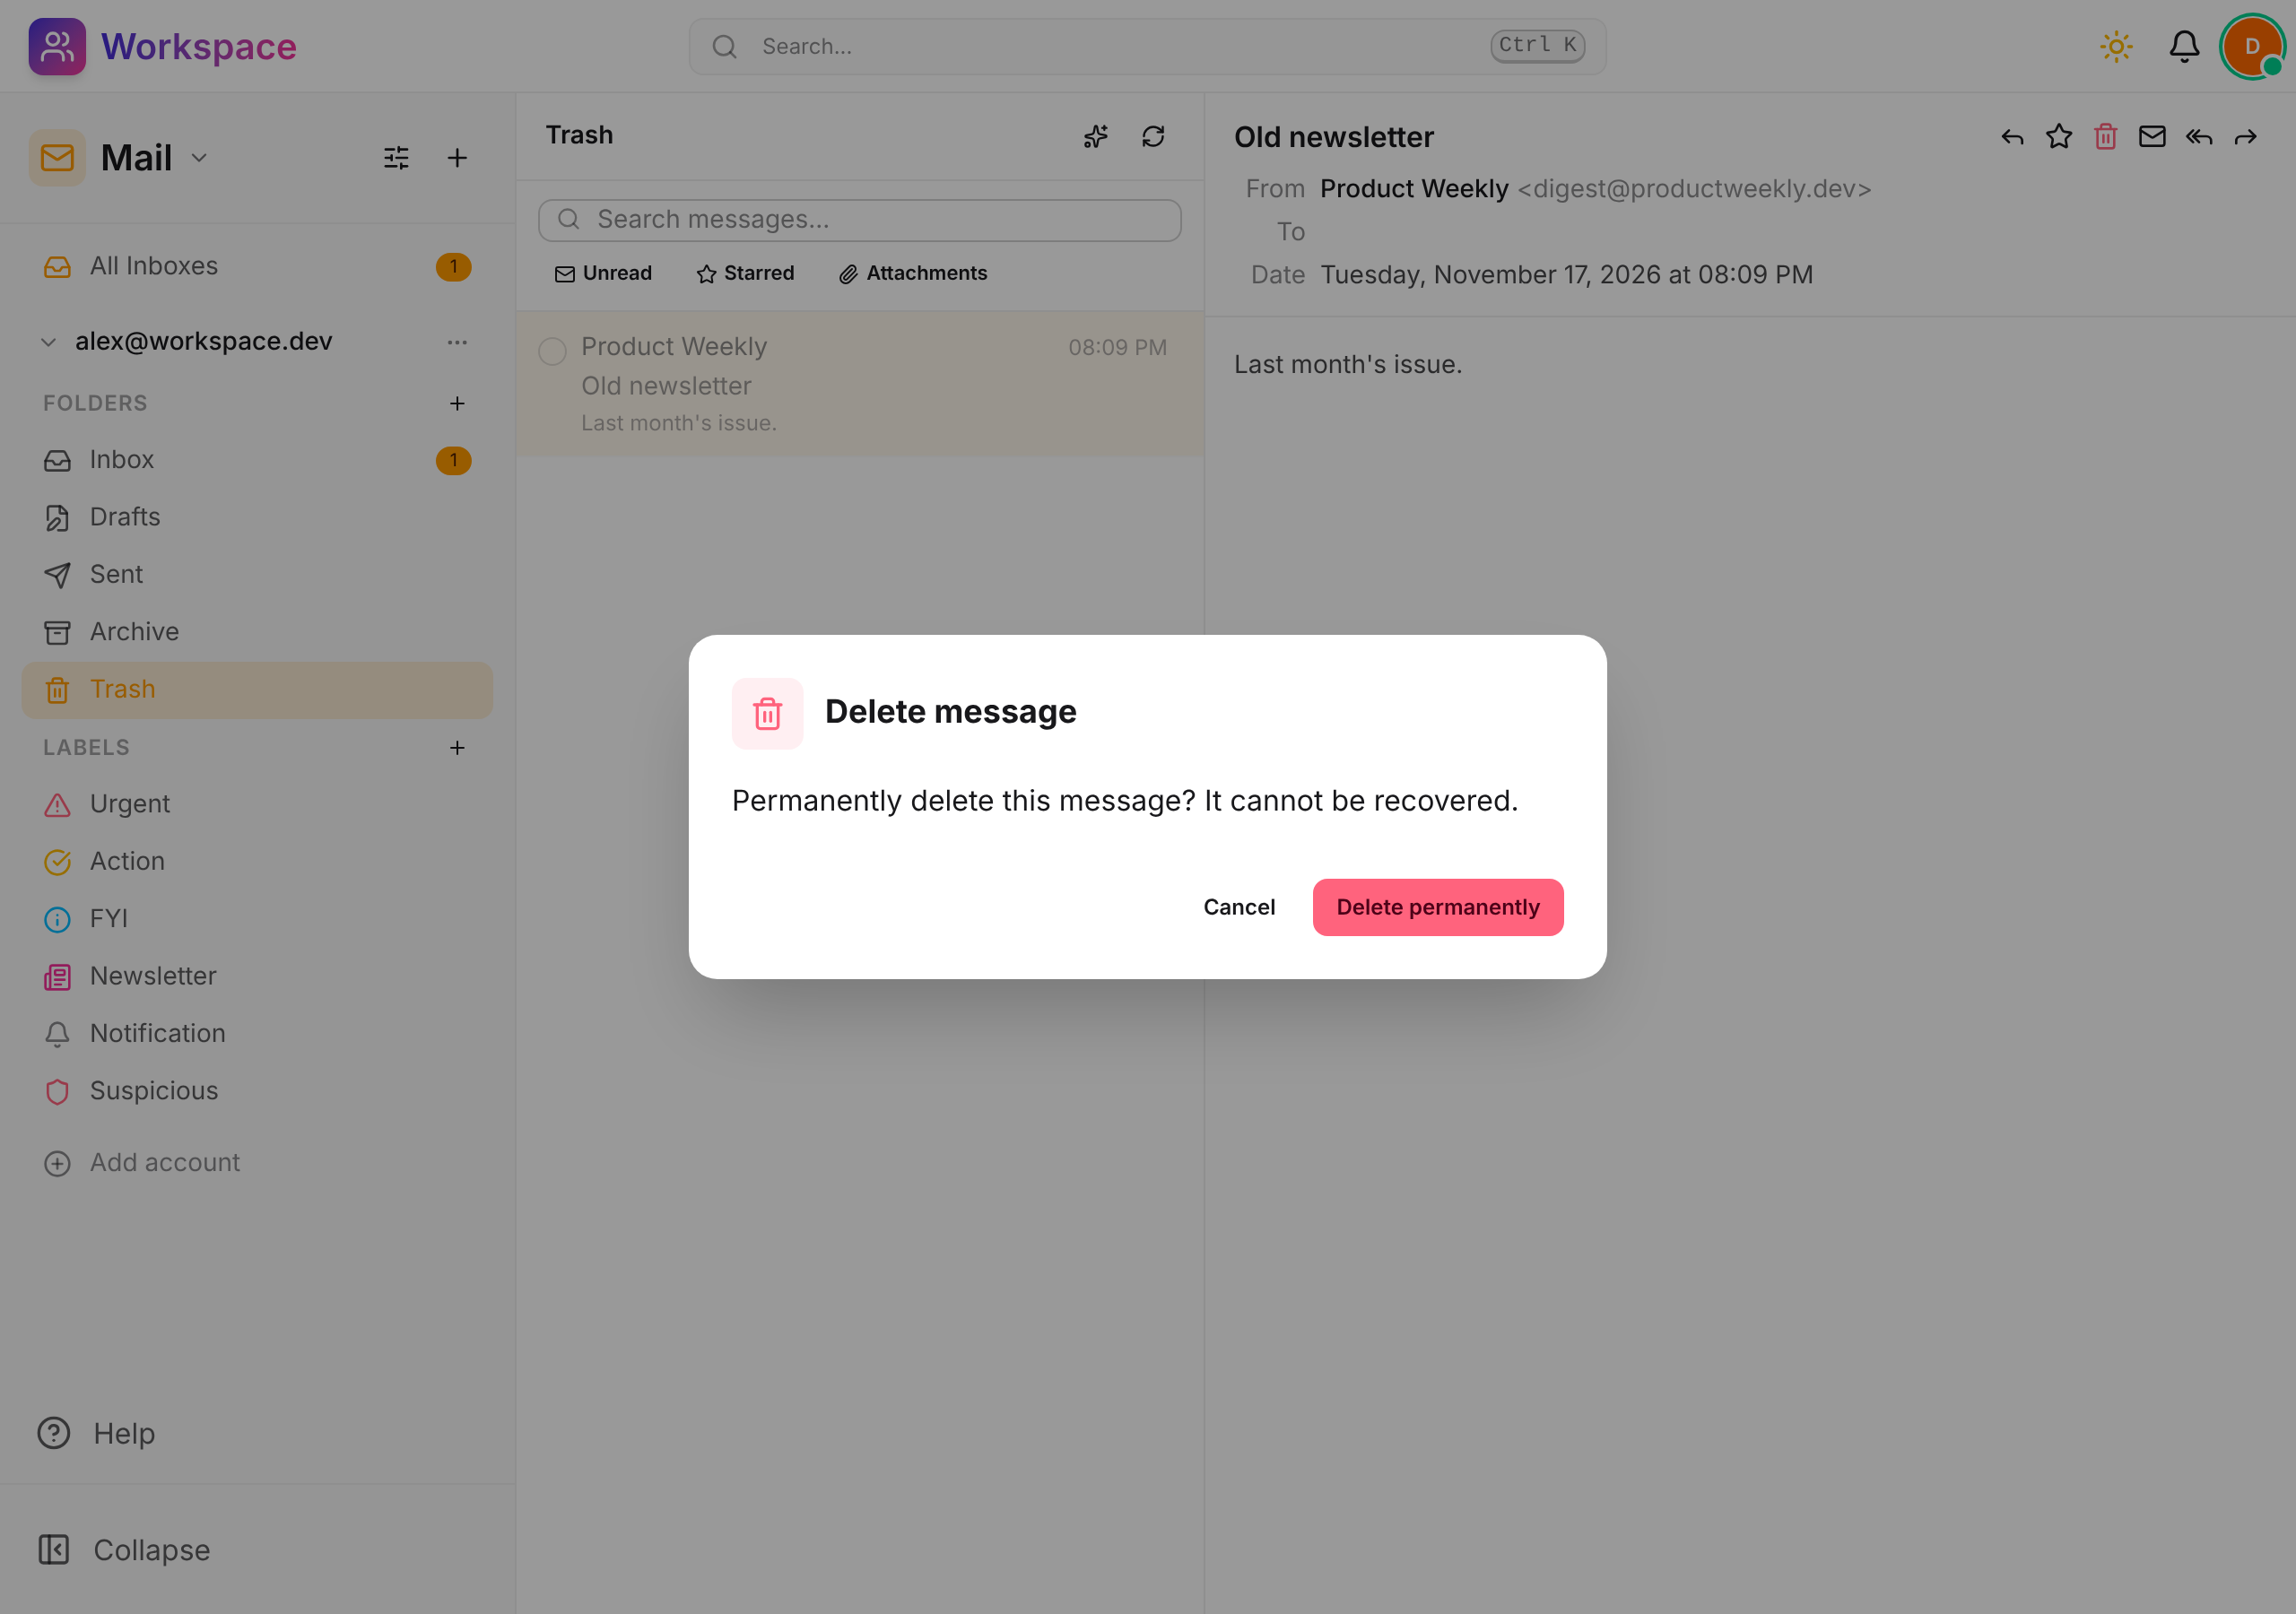 Workspace
Search...
Ctrl K
D
Mail
All Inboxes
1
alex@workspace.dev
FOLDERS
Inbox
1
Drafts
Sent
Archive
Trash
LABELS
Urgent
Action
FYI
Newsletter
Notification
Suspicious
Add account
Help
Collapse
Trash
Search messages...
Unread
Starred
Attachments
Product Weekly
08:09 PM
Old newsletter
Last month's issue.
Old newsletter
From Product Weekly <digest@productweekly.dev>
To
Date Tuesday, November 17, 2026 at 08:09 PM
Last month's issue.
Delete message
Permanently delete this message? It cannot be recovered.
Cancel
Delete permanently